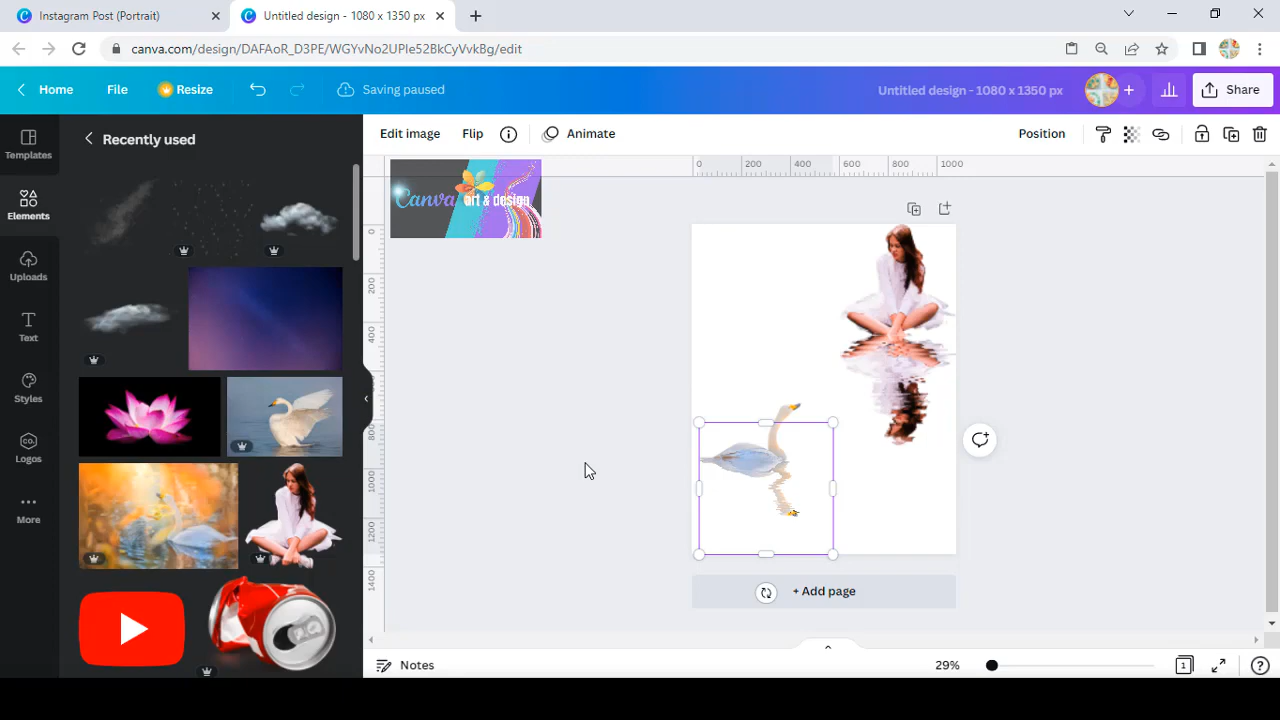 Instagram Post (Portrait)
Untitled design - 1080 x 1350 px
canva.com/design/DAFAoR_D3PE/WGYvNo2UPIe52BkCyVvkBg/edit
Home
File
Resize
Saving paused
Untitled design - 1080 x 1350 px
Share
Templates
Elements
Uploads
Text
Styles
Logos
More
Recently used
Edit image
Flip
Animate
Position
0 200 400 600 800 1000
Canva art & design
0
200
400
600
800
1000
1200
1400
+ Add page
Notes
29%
1